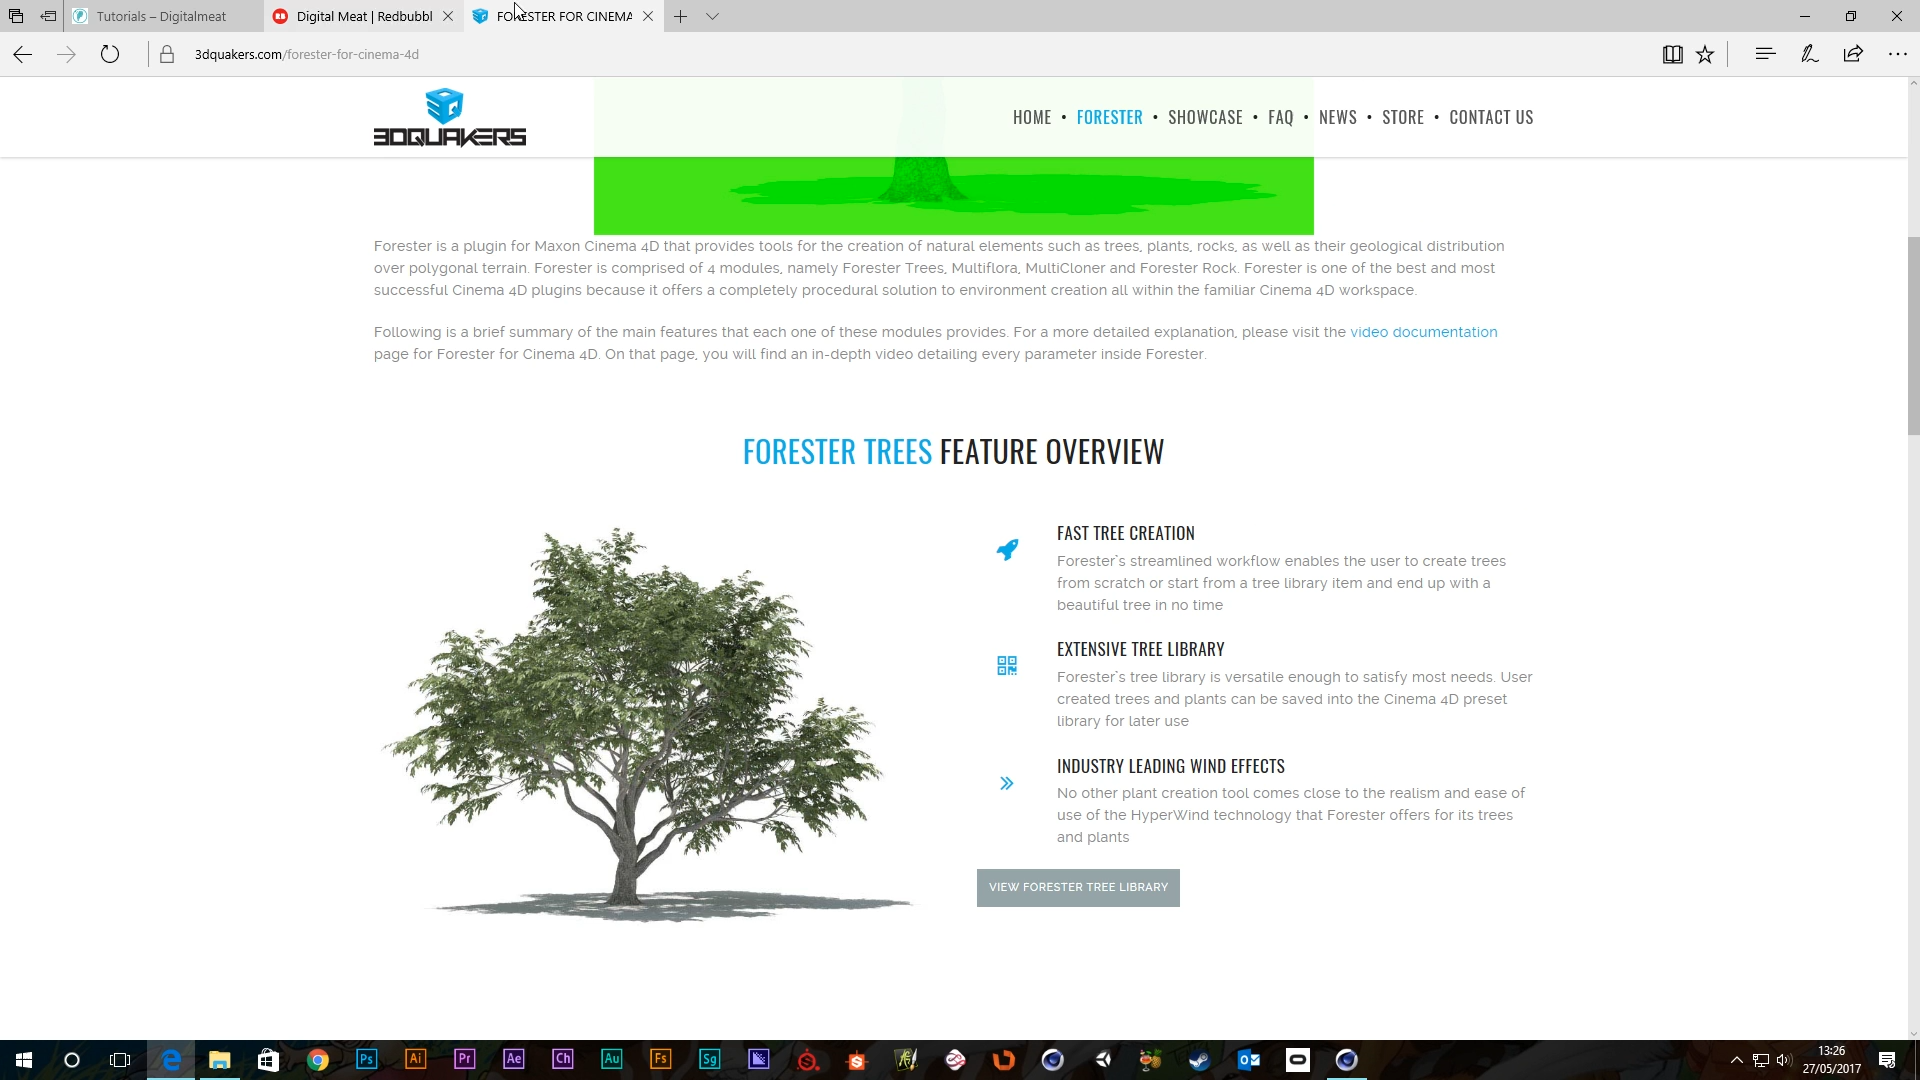 Tutorials – Digitalmeat
Digital Meat | Redbubbl
FORESTER FOR CINEMA
3dquakers.com/forester-for-cinema-4d
3DQUAKERS
HOME • FORESTER • SHOWCASE • FAQ • NEWS • STORE • CONTACT US
Forester is a plugin for Maxon Cinema 4D that provides tools for the creation of natural elements such as trees, plants, rocks, as well as their geological distribution
over polygonal terrain. Forester is comprised of 4 modules, namely Forester Trees, Multiflora, MultiCloner and Forester Rock. Forester is one of the best and most
successful Cinema 4D plugins because it offers a completely procedural solution to environment creation all within the familiar Cinema 4D workspace.
Following is a brief summary of the main features that each one of these modules provides. For a more detailed explanation, please visit the video documentation
page for Forester for Cinema 4D. On that page, you will find an in-depth video detailing every parameter inside Forester.
FORESTER TREES FEATURE OVERVIEW
FAST TREE CREATION
Forester`s streamlined workflow enables the user to create trees
from scratch or start from a tree library item and end up with a
beautiful tree in no time
EXTENSIVE TREE LIBRARY
Forester`s tree library is versatile enough to satisfy most needs. User
created trees and plants can be saved into the Cinema 4D preset
library for later use
INDUSTRY LEADING WIND EFFECTS
No other plant creation tool comes close to the realism and ease of
use of the HyperWind technology that Forester offers for its trees
and plants
VIEW FORESTER TREE LIBRARY
Ps
Ai
Pr
Ae
Ch
Au
Fs
Sg
13:26
27/05/2017